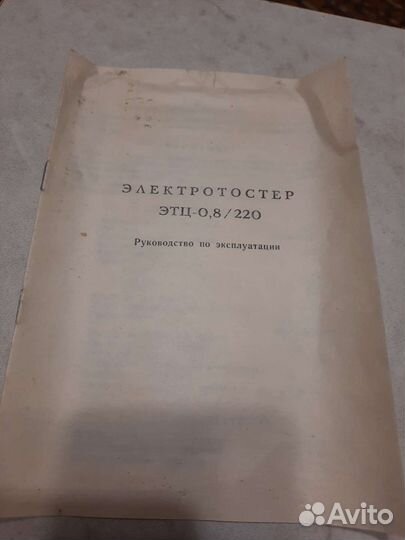 ЭЛЕКТРОТОСТЕР
ЭТЦ-0,8/220
Руководство по эксплуатации
Avito